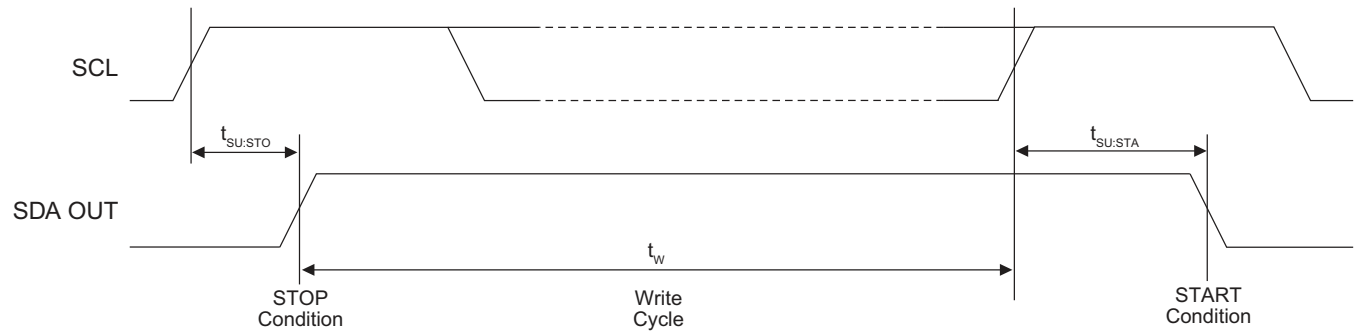 SCL
tSU:STO
tSU:STA
SDA OUT
tW
STOP
Condition
Write
Cycle
START
Condition